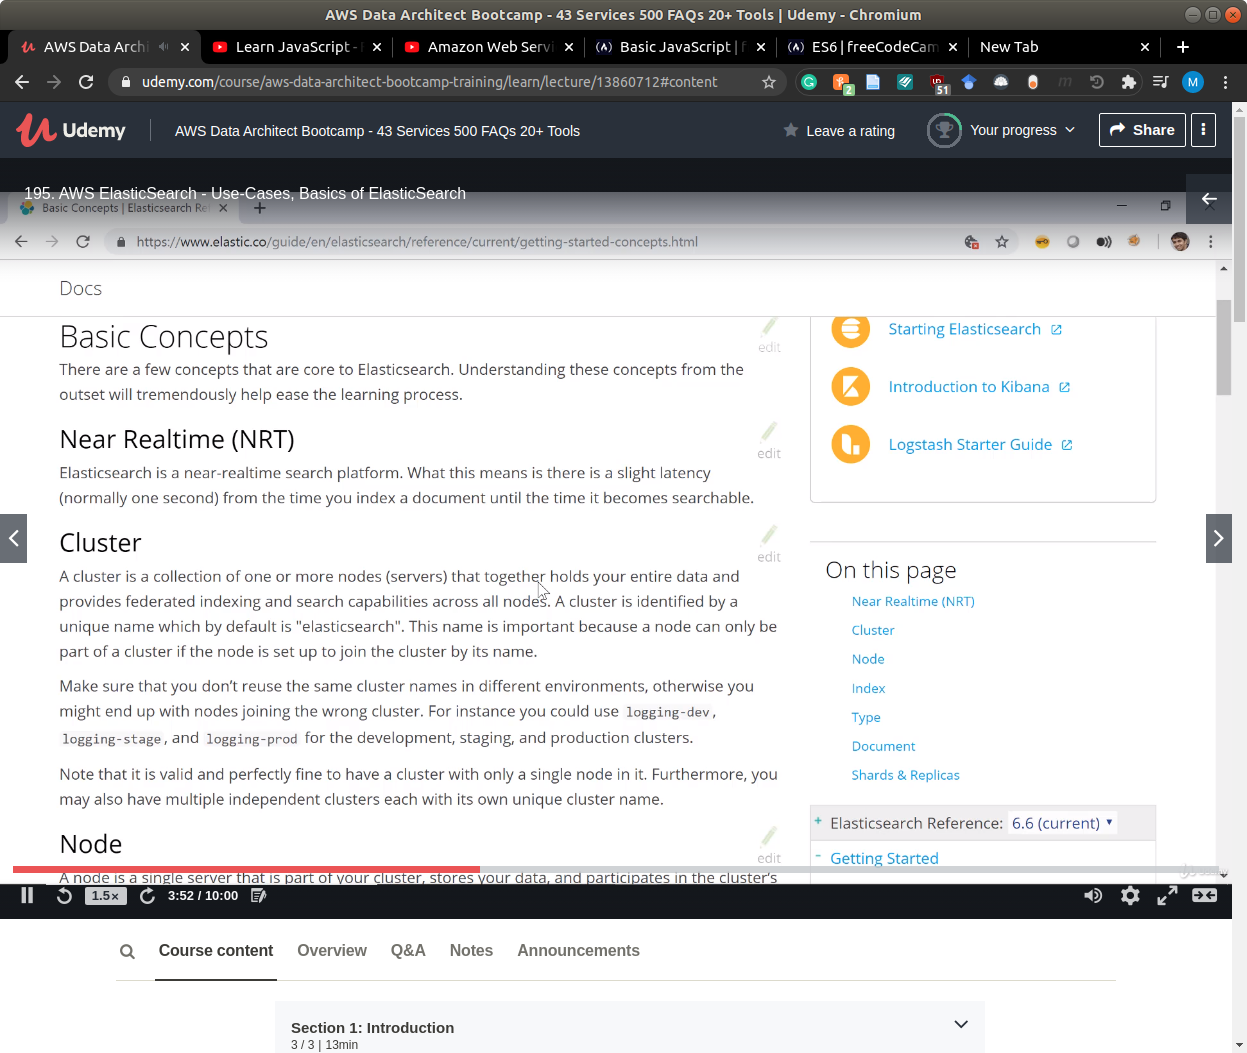 AWS Data Architect Bootcamp - 43 Services 500 FAQs 20+ Tools | Udemy - Chromium
AWS Data Archi
Learn JavaScript -
Amazon Web Servi
Basic JavaScript | f
ES6 | freeCodeCam
New Tab
udemy.com/course/aws-data-architect-bootcamp-training/learn/lecture/13860712#content
2
51
M
Udemy
AWS Data Architect Bootcamp - 43 Services 500 FAQs 20+ Tools
Leave a rating
Your progress
Share
195. AWS ElasticSearch - Use-Cases, Basics of ElasticSearch
Basic Concepts | Elasticsearch Re
https://www.elastic.co/guide/en/elasticsearch/reference/current/getting-started-concepts.html
Docs
Basic Concepts
edit
There are a few concepts that are core to Elasticsearch. Understanding these concepts from the
outset will tremendously help ease the learning process.
Near Realtime (NRT)
edit
Elasticsearch is a near-realtime search platform. What this means is there is a slight latency
(normally one second) from the time you index a document until the time it becomes searchable.
Cluster
edit
A cluster is a collection of one or more nodes (servers) that together holds your entire data and
provides federated indexing and search capabilities across all nodes. A cluster is identified by a
unique name which by default is "elasticsearch". This name is important because a node can only be
part of a cluster if the node is set up to join the cluster by its name.
Make sure that you don't reuse the same cluster names in different environments, otherwise you
might end up with nodes joining the wrong cluster. For instance you could use logging-dev,
logging-stage, and logging-prod for the development, staging, and production clusters.
Note that it is valid and perfectly fine to have a cluster with only a single node in it. Furthermore, you
may also have multiple independent clusters each with its own unique cluster name.
Node
edit
A node is a single server that is part of your cluster, stores your data, and participates in the cluster's
Starting Elasticsearch
Introduction to Kibana
Logstash Starter Guide
On this page
Near Realtime (NRT)
Cluster
Node
Index
Type
Document
Shards & Replicas
+ Elasticsearch Reference: 6.6 (current)
- Getting Started
1.5x
3:52 / 10:00
Course content
Overview
Q&A
Notes
Announcements
Section 1: Introduction
3 / 3 | 13min